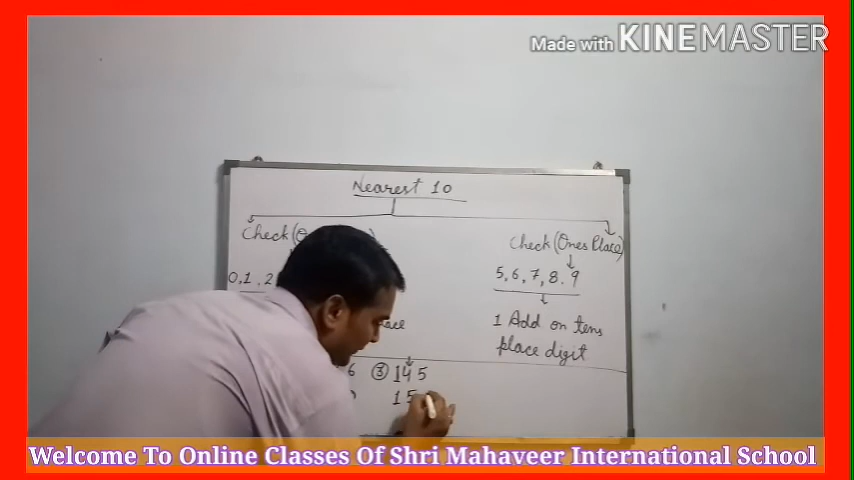 Made with KINEMASTER
Nearest 10
Check (
Check (Ones Place)
0,1,2
5,6,7,8.9
1 Add on tens
place digit
6 ③ 145
15
Welcome To Online Classes Of Shri Mahaveer International School